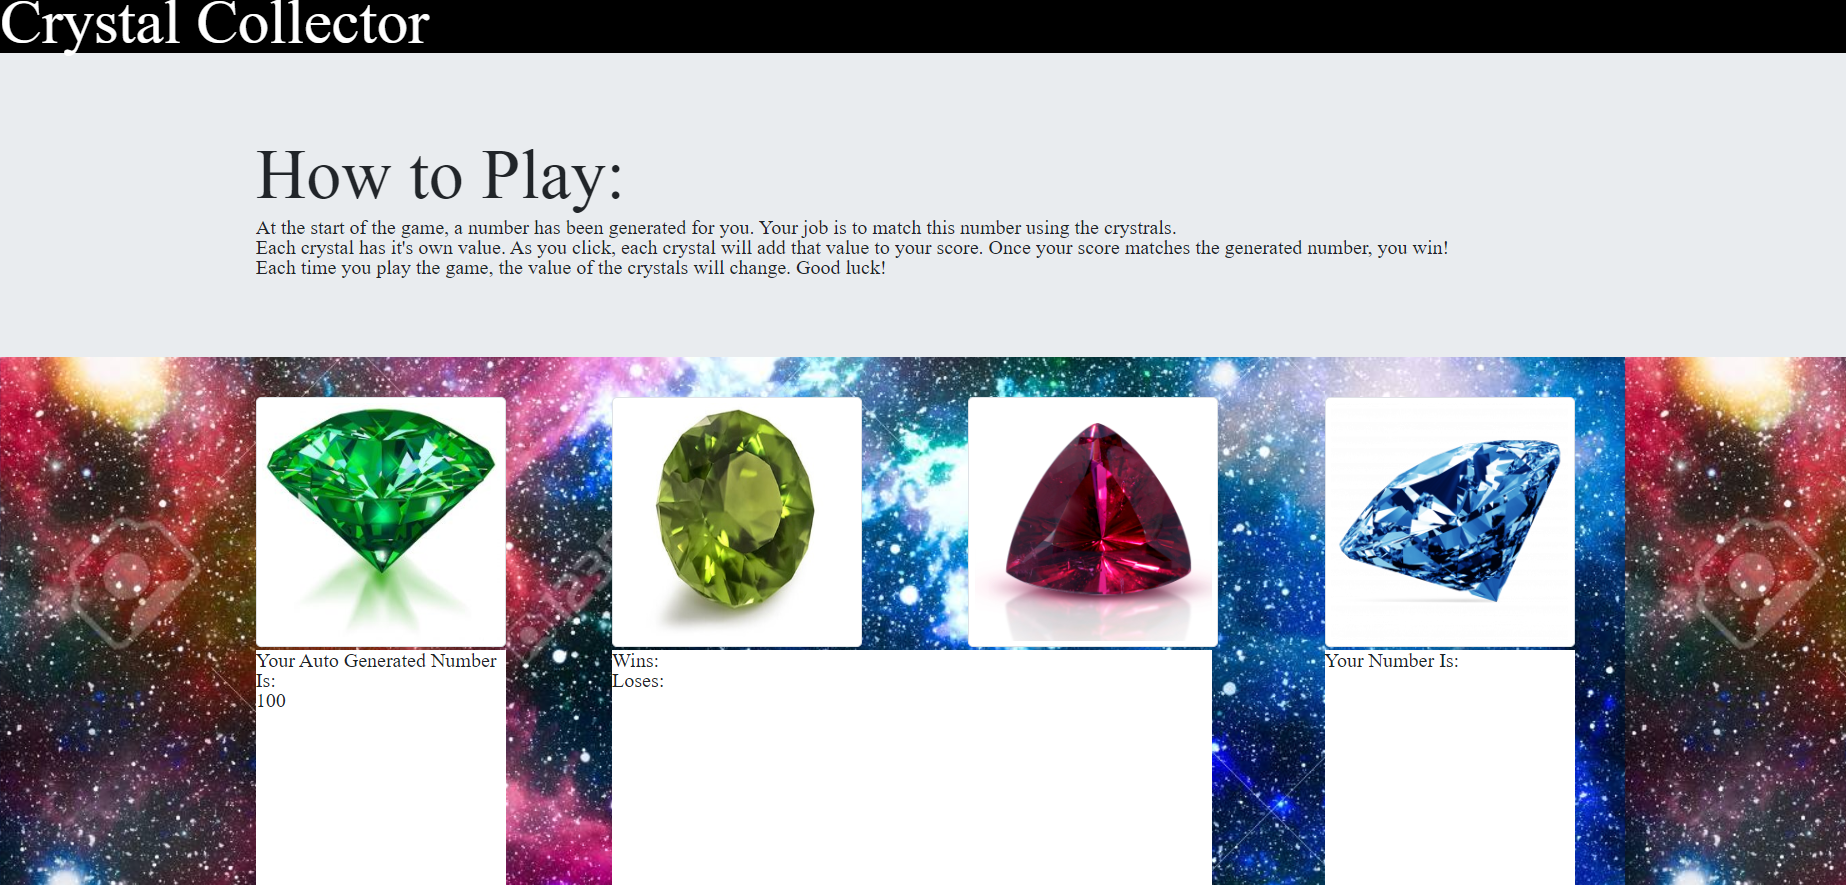 Crystal Collector
How to Play:
At the start of the game, a number has been generated for you. Your job is to match this number using the crystrals.
Each crystal has it's own value. As you click, each crystal will add that value to your score. Once your score matches the generated number, you win!
Each time you play the game, the value of the crystals will change. Good luck!
Your Auto Generated Number
Is:
100
Wins:
Loses:
Your Number Is: